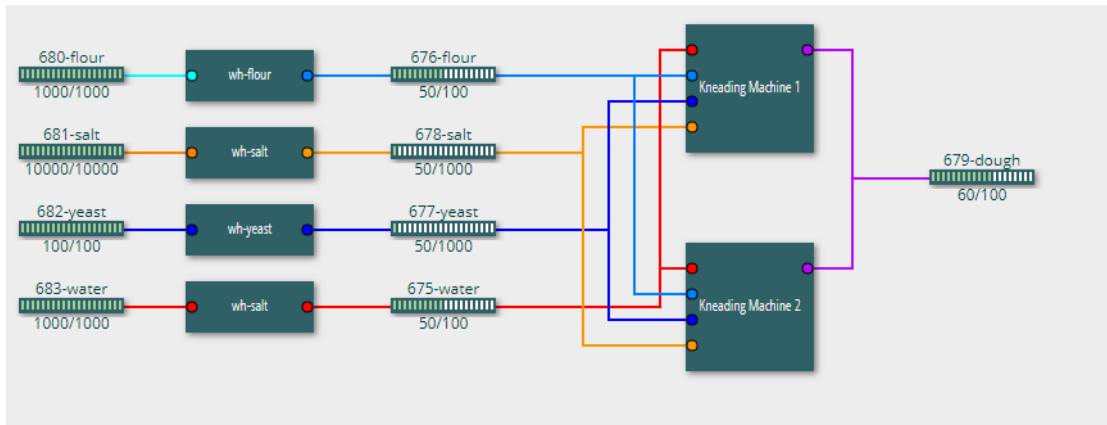 680-flour
1000/1000
wh-flour
676-flour
50/100
Kneading Machine 1
681-salt
10000/10000
wh-salt
678-salt
50/1000
679-dough
60/100
682-yeast
100/100
wh-yeast
677-yeast
50/1000
683-water
1000/1000
wh-salt
675-water
50/100
Kneading Machine 2